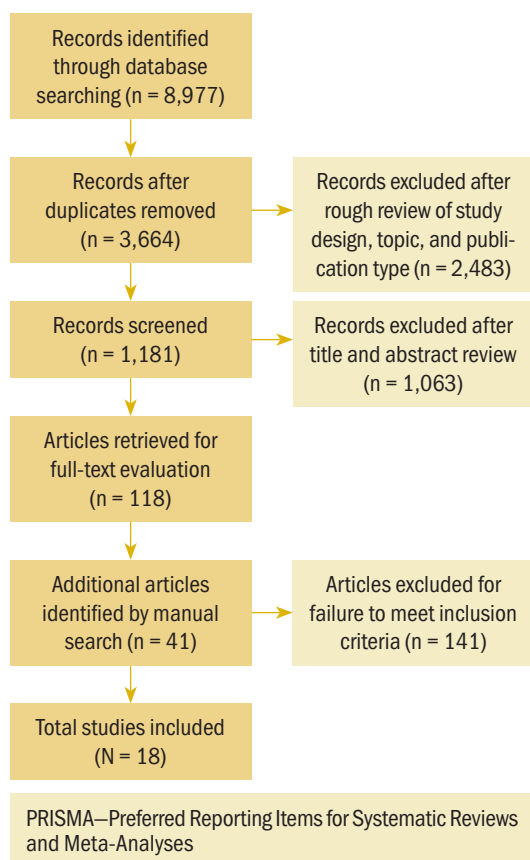 Records identified
through database
searching (n = 8,977)
Records after
duplicates removed
(n = 3,664)
Records excluded after
rough review of study
design, topic, and publi-
cation type (n = 2,483)
Records screened
(n = 1,181)
Records excluded after
title and abstract review
(n = 1,063)
Articles retrieved for
full-text evaluation
(n = 118)
Additional articles
identified by manual
search (n = 41)
Articles excluded for
failure to meet inclusion
criteria (n = 141)
Total studies included
(N = 18)
PRISMA—Preferred Reporting Items for Systematic Reviews
and Meta-Analyses